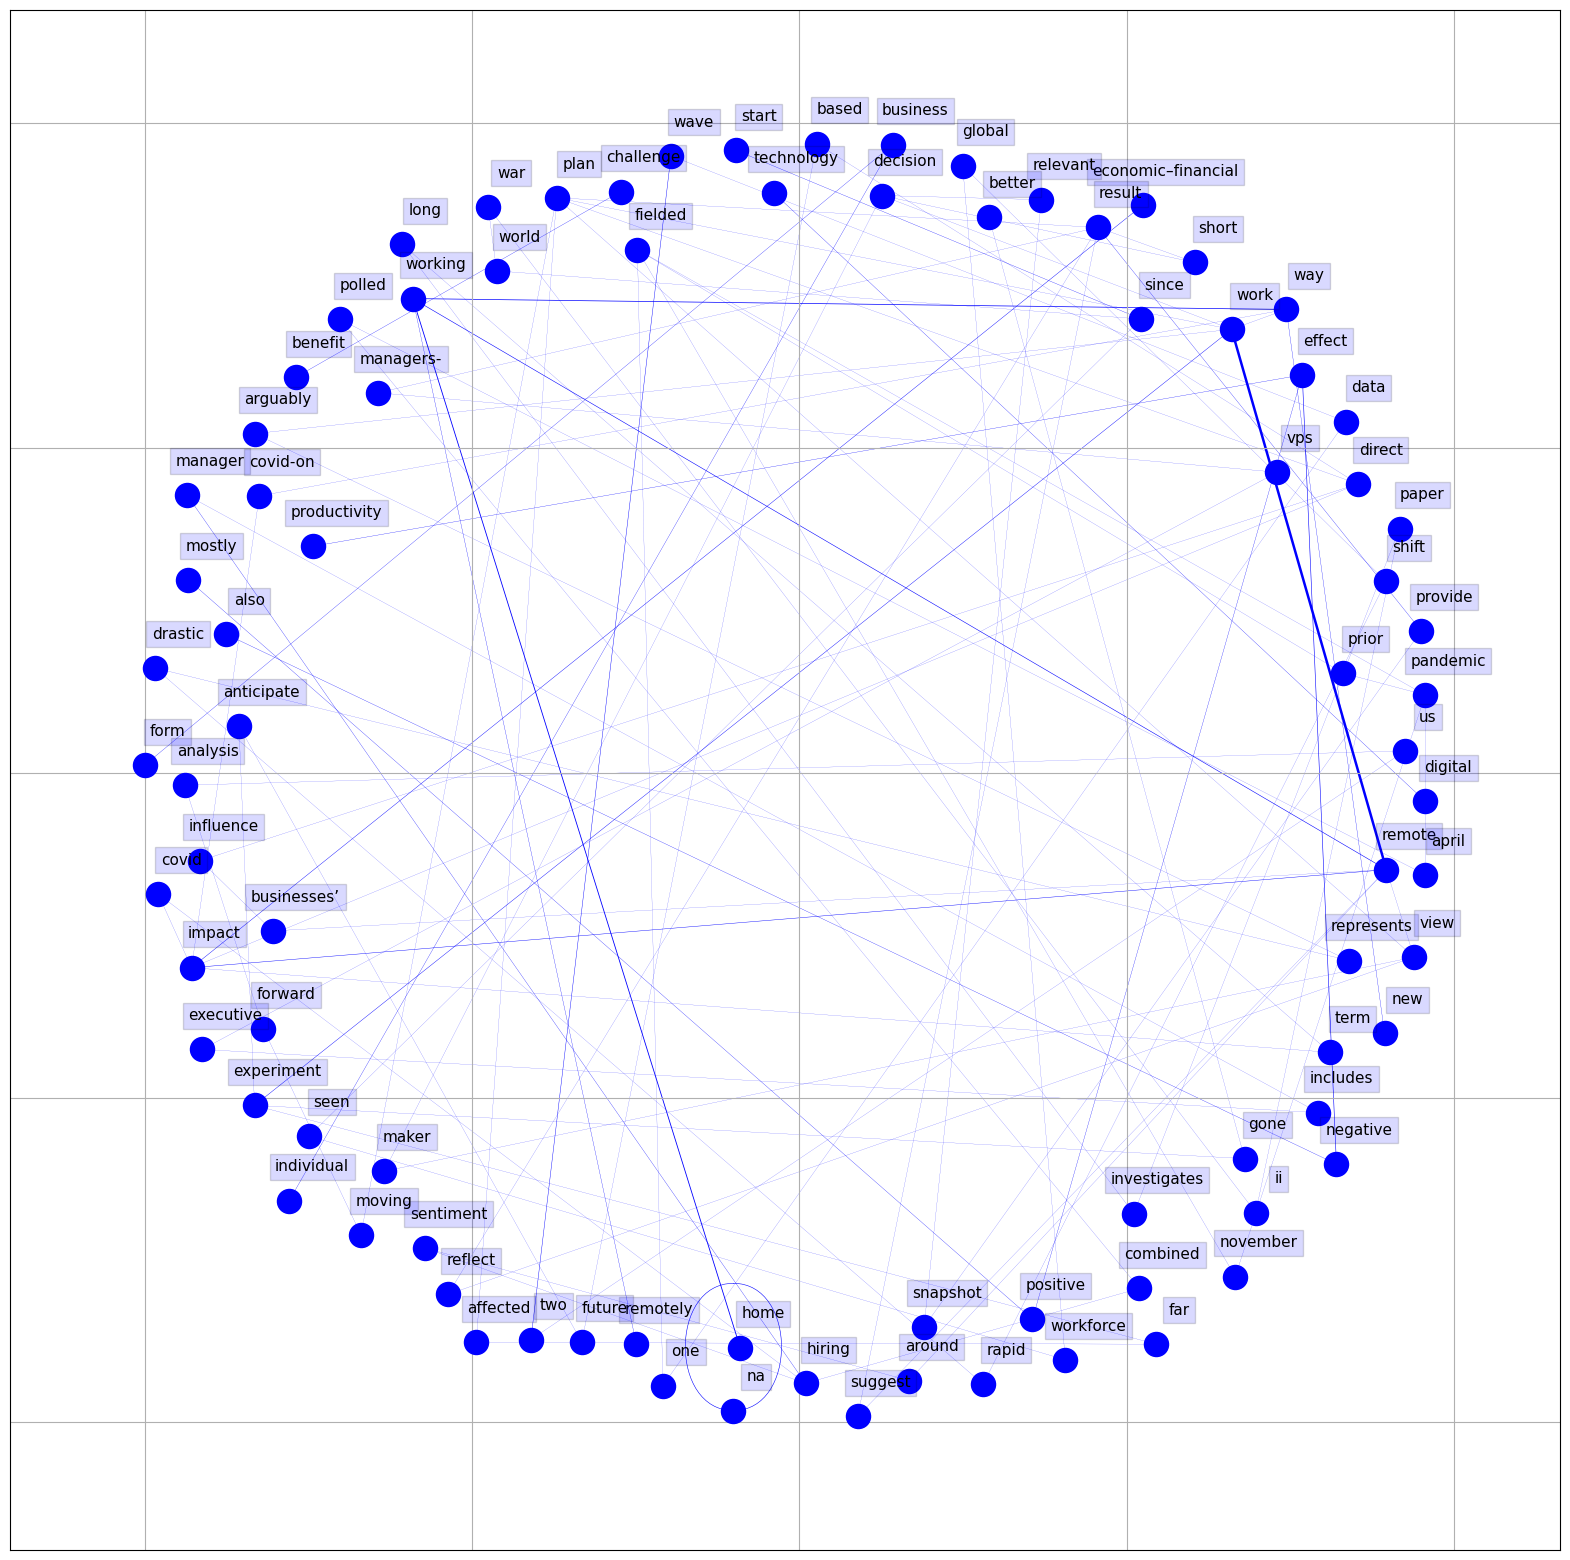 based
business
start
wave
global
challenge
technology
decision
plan
relevant
economic–financial
war
better
result
long
fielded
short
world
working
way
polled
since
work
benefit
effect
managers-
data
arguably
vps
direct
manager
covid-on
paper
productivity
shift
mostly
provide
also
drastic
prior
pandemic
anticipate
us
form
analysis
digital
influence
remote
april
covid
businesses’
represents
view
impact
forward
new
executive
term
experiment
includes
seen
gone
negative
maker
individual
investigates
ii
moving
sentiment
november
combined
reflect
positive
snapshot
affected
two
future
remotely
home
far
workforce
one
hiring
around
rapid
na
suggest